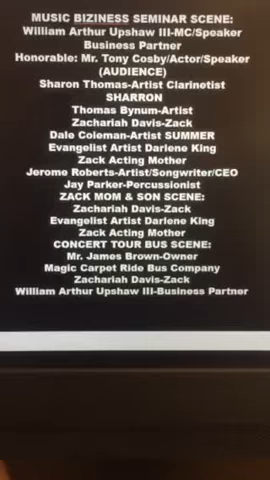 MUSIC BIZINESS SEMINAR SCENE:
William Arthur Upshaw III-MC/Speaker
Business Partner
Honorable: Mr. Tony Cosby/Actor/Speaker
(AUDIENCE)
Sharon Thomas-Artist Clarinetist
SHARRON
Thomas Bynum-Artist
Zachariah Davis-Zack
Dale Coleman-Artist SUMMER
Evangelist Artist Darlene King
Zack Acting Mother
Jerome Roberts-Artist/Songwriter/CEO
Jay Parker-Percussionist
ZACK MOM & SON SCENE:
Zachariah Davis-Zack
Evangelist Artist Darlene King
Zack Acting Mother
CONCERT TOUR BUS SCENE:
Mr. James Brown-Owner
Magic Carpet Ride Bus Company
Zachariah Davis-Zack
William Arthur Upshaw III-Business Partner